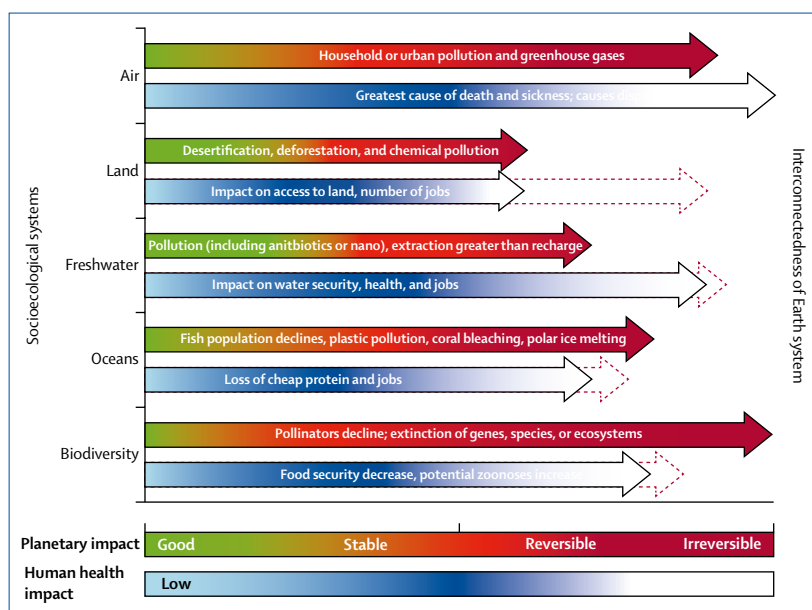 Household or urban pollution and greenhouse gases
Air
Greatest cause of death and sickness; causes
Desertification, deforestation, and chemical pollution
Land
Impact on access to land, number of jobs
Pollution (including anitbiotics or nano), extraction greater than recharge
Freshwater
Impact on water security, health, and jobs
Fish population declines, plastic pollution, coral bleaching, polar ice melting
Oceans
Loss of cheap protein and jobs
Pollinators decline; extinction of genes, species, or ecosystems
Biodiversity
Food security decrease, potential zoonoses increase
Socioecological systems
Interconnectedness of Earth system
Planetary impact
Good Stable Reversible Irreversible
Human health
impact
Low